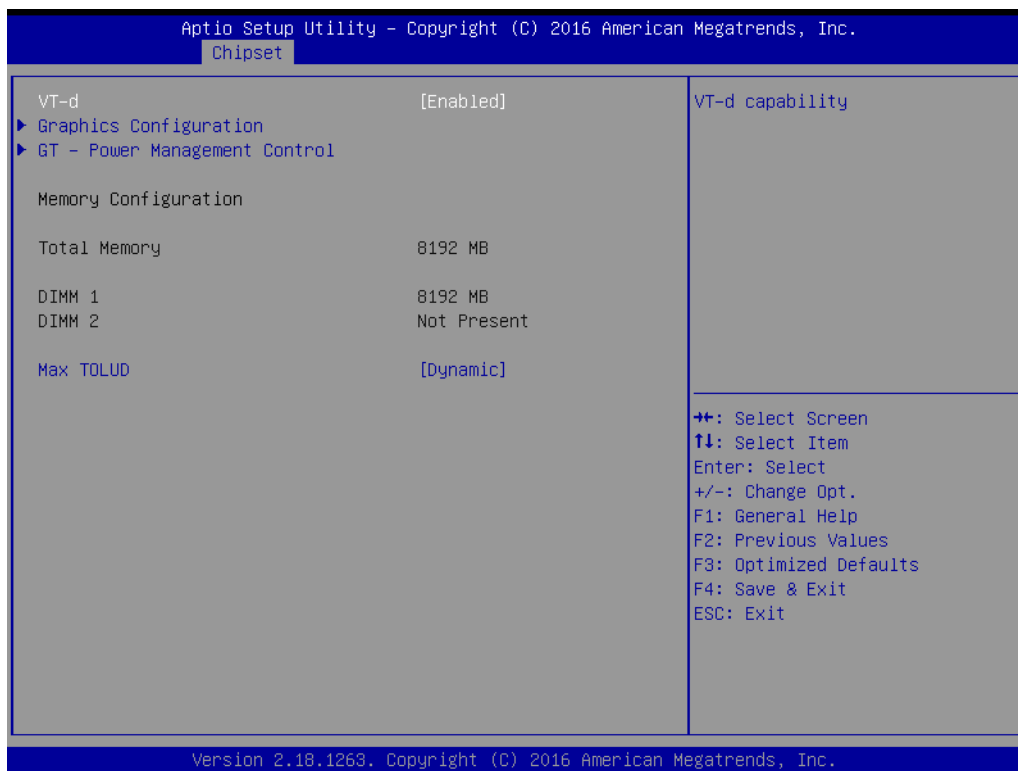 Aptio Setup Utility – Copyright (C) 2016 American Megatrends, Inc.
Chipset
VT-d [Enabled]
Graphics Configuration
GT – Power Management Control
Memory Configuration
Total Memory 8192 MB
DIMM 1 8192 MB
DIMM 2 Not Present
Max TOLUD [Dynamic]
VT-d capability
→←: Select Screen
↑↓: Select Item
Enter: Select
+/-: Change Opt.
F1: General Help
F2: Previous Values
F3: Optimized Defaults
F4: Save & Exit
ESC: Exit
Version 2.18.1263. Copyright (C) 2016 American Megatrends, Inc.